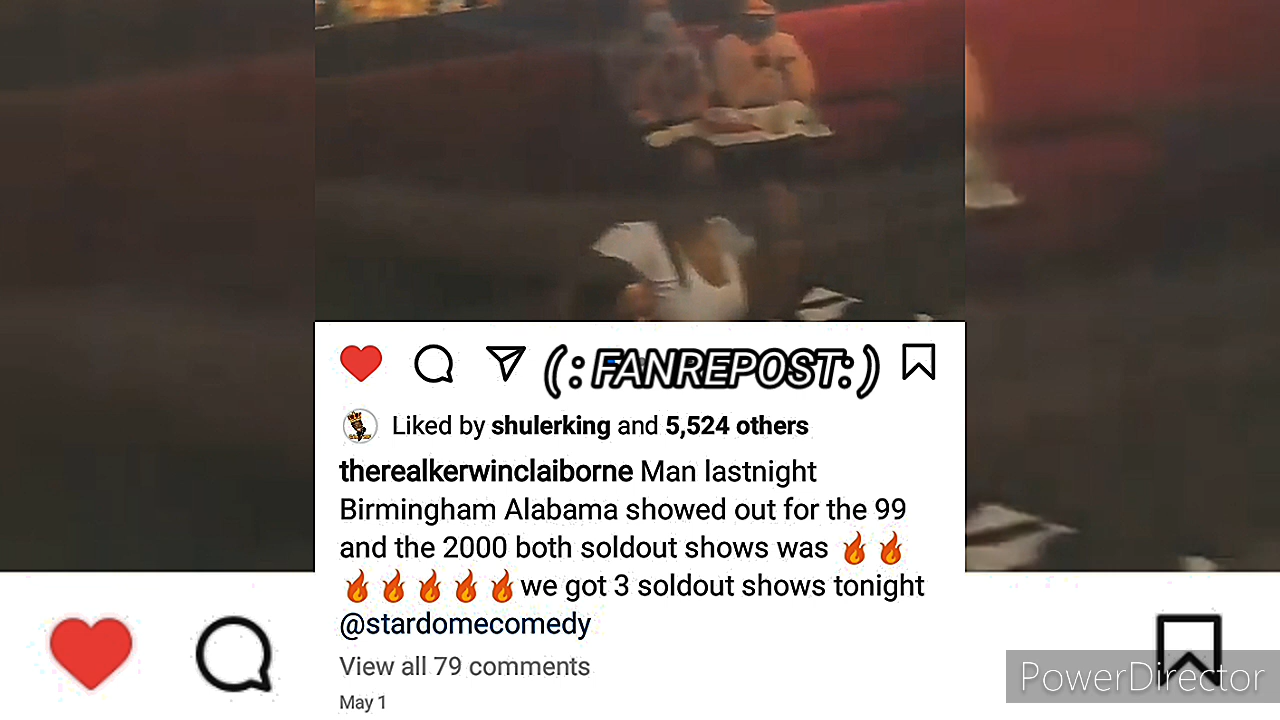 (: FANREPOST: )
Liked by shulerking and 5,524 others
therealkerwinclaiborne Man lastnight
Birmingham Alabama showed out for the 99
and the 2000 both soldout shows was 🔥🔥
🔥🔥🔥🔥🔥we got 3 soldout shows tonight
@stardomecomedy
View all 79 comments
May 1
PowerDirector